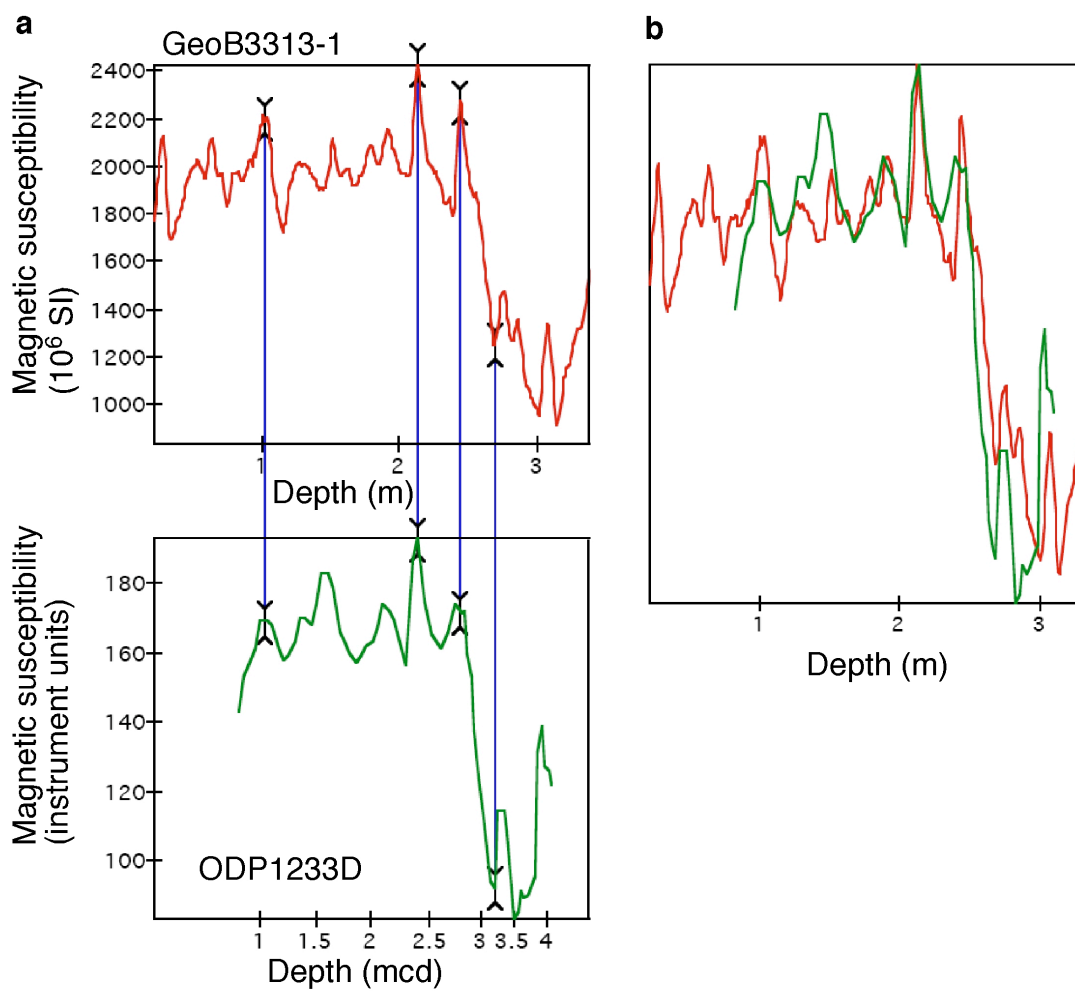 a
GeoB3313-1
Magnetic susceptibility
(10⁶ SI)
2400
2200
2000
1800
1600
1400
1200
1000
1 2 3
Depth (m)
Magnetic susceptibility
(instrument units)
180
160
140
120
100
ODP1233D
1 1.5 2 2.5 3 3.5 4
Depth (mcd)
b
1 2 3
Depth (m)